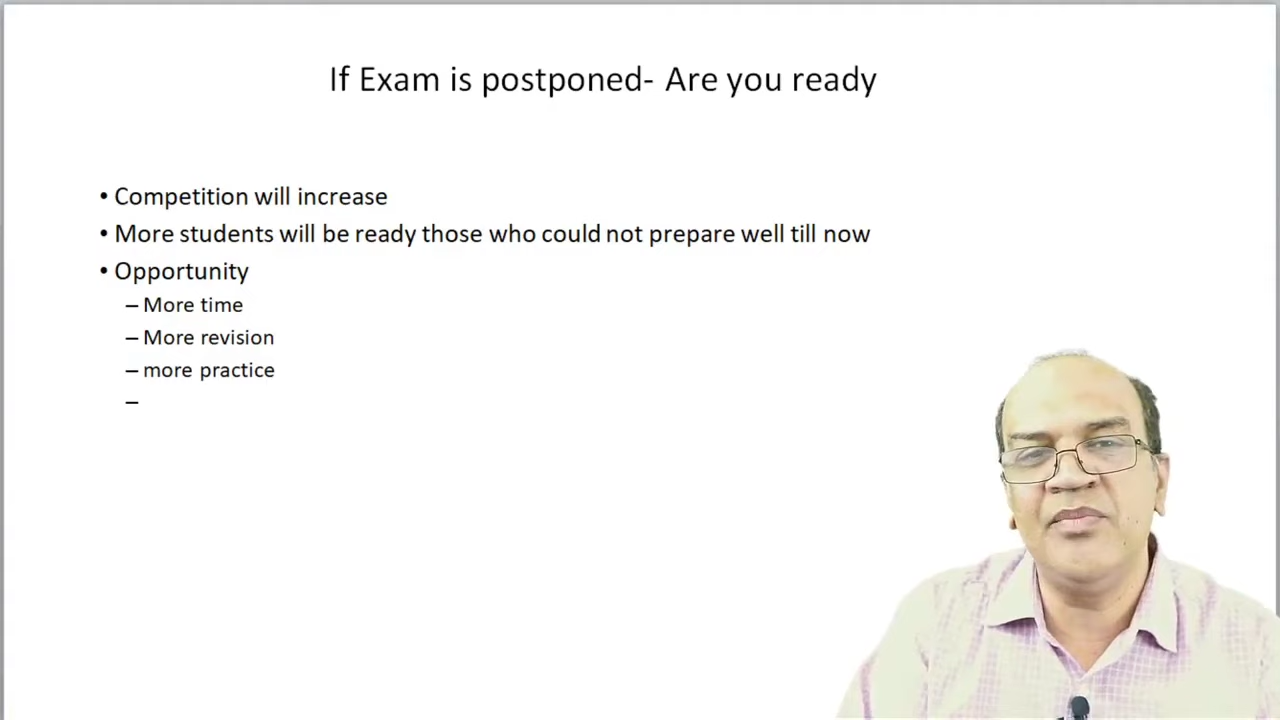 If Exam is postponed- Are you ready
• Competition will increase
• More students will be ready those who could not prepare well till now
• Opportunity
– More time
– More revision
– more practice
–